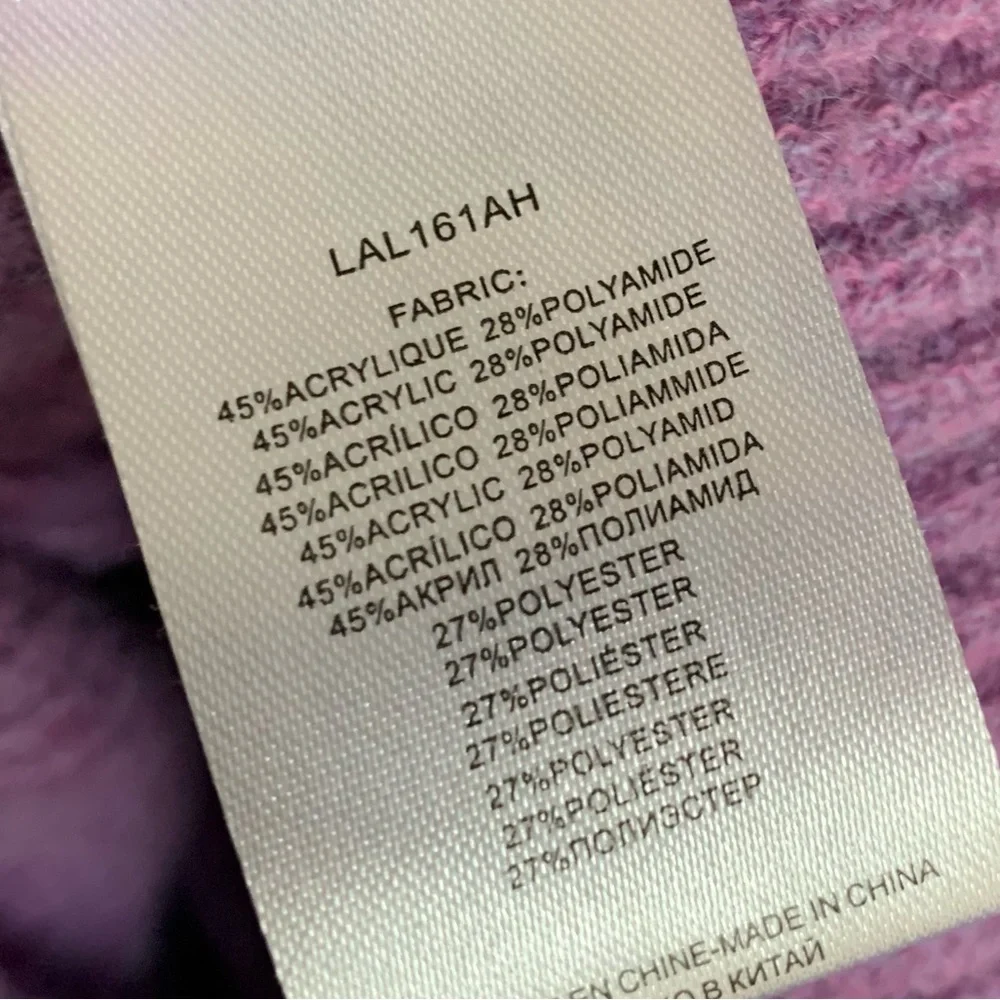 LAL161AH
FABRIC:
45%ACRYLIQUE 28%POLYAMIDE
45%ACRYLIC 28%POLYAMIDE
45%ACRÍLICO 28%POLIAMIDA
45%ACRILICO 28%POLIAMMIDE
45%ACRYLIC 28%POLYAMID
45%ACRÍLICO 28%POLIAMIDA
45%АКРИЛ 28%ПОЛИАМИД
27%POLYESTER
27%POLYESTER
27%POLIÉSTER
27%POLIESTERE
27%POLYESTER
27%POLIÉSTER
27%ПОЛИЭСТЕР
EN CHINE-MADE IN CHINA
В КИТАЙ